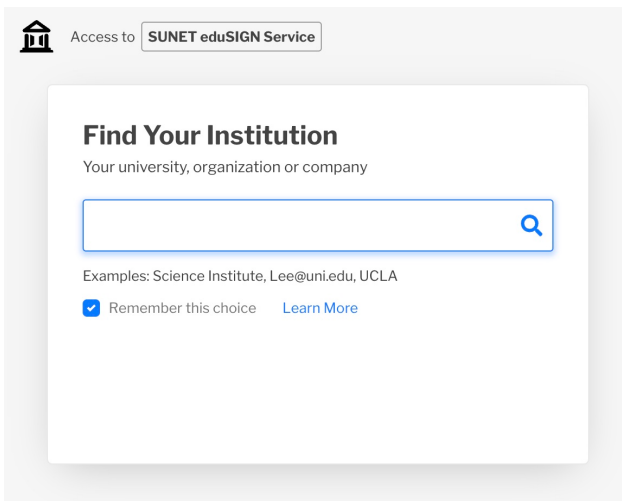 Access to SUNET eduSIGN Service
Find Your Institution
Your university, organization or company
Examples: Science Institute, Lee@uni.edu, UCLA
Remember this choice Learn More